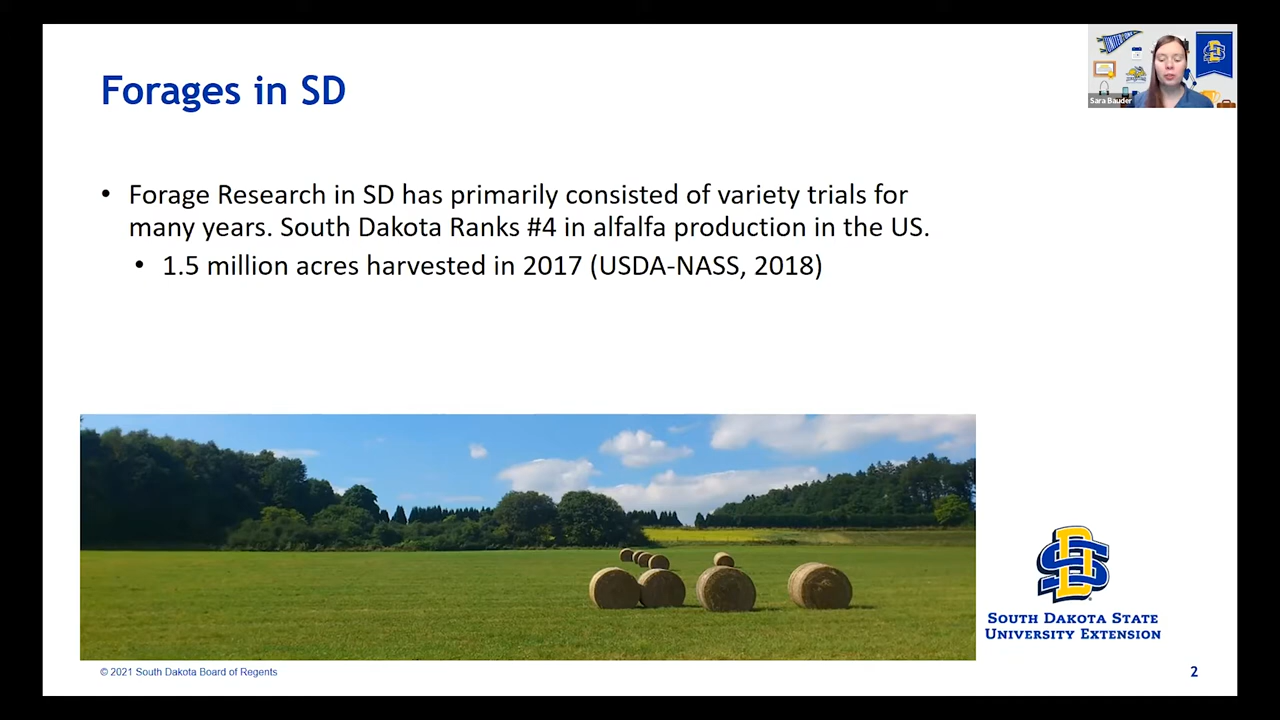 Forages in SD
Sara Bauder
• Forage Research in SD has primarily consisted of variety trials for
many years. South Dakota Ranks #4 in alfalfa production in the US.
• 1.5 million acres harvested in 2017 (USDA-NASS, 2018)
SOUTH DAKOTA STATE
UNIVERSITY EXTENSION
© 2021 South Dakota Board of Regents
2